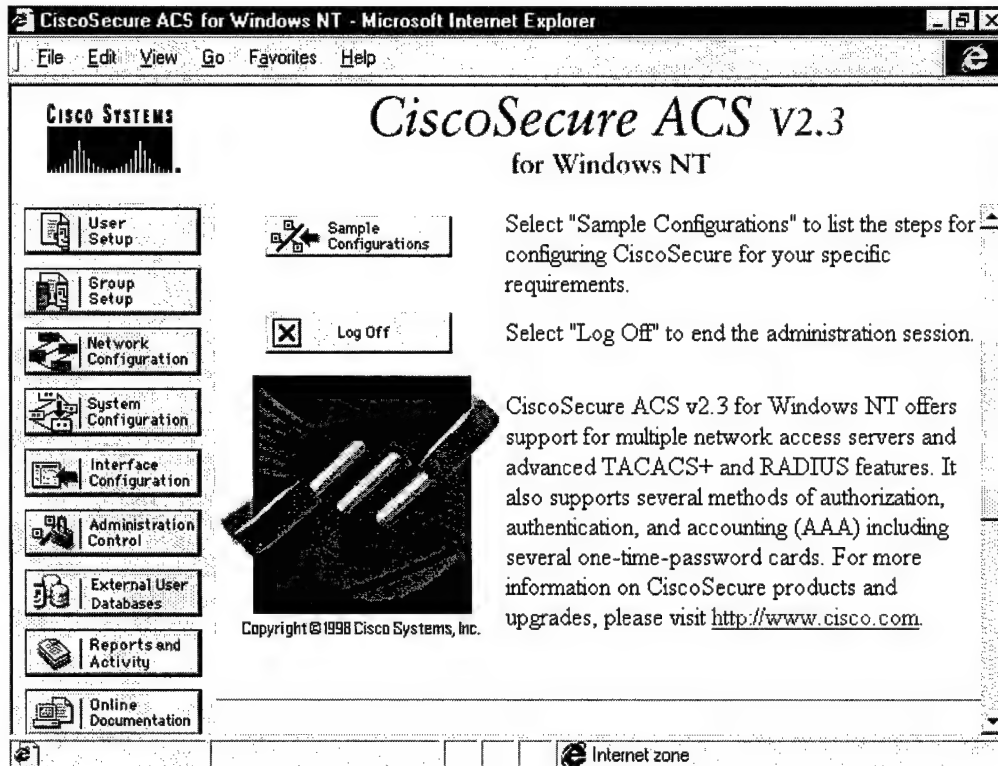 CiscoSecure ACS for Windows NT - Microsoft Internet Explorer
File Edit View Go Favorites Help
CISCO SYSTEMS
CiscoSecure ACS V2.3
for Windows NT
User
Setup
Group
Setup
Network
Configuration
System
Configuration
Interface
Configuration
Administration
Control
External User
Databases
Reports and
Activity
Online
Documentation
Sample
Configurations
Select "Sample Configurations" to list the steps for
configuring CiscoSecure for your specific
requirements.
Log Off
Select "Log Off" to end the administration session.
Copyright©1998 Cisco Systems, Inc.
CiscoSecure ACS v2.3 for Windows NT offers
support for multiple network access servers and
advanced TACACS+ and RADIUS features. It
also supports several methods of authorization,
authentication, and accounting (AAA) including
several one-time-password cards. For more
information on CiscoSecure products and
upgrades, please visit http://www.cisco.com.
Internet zone